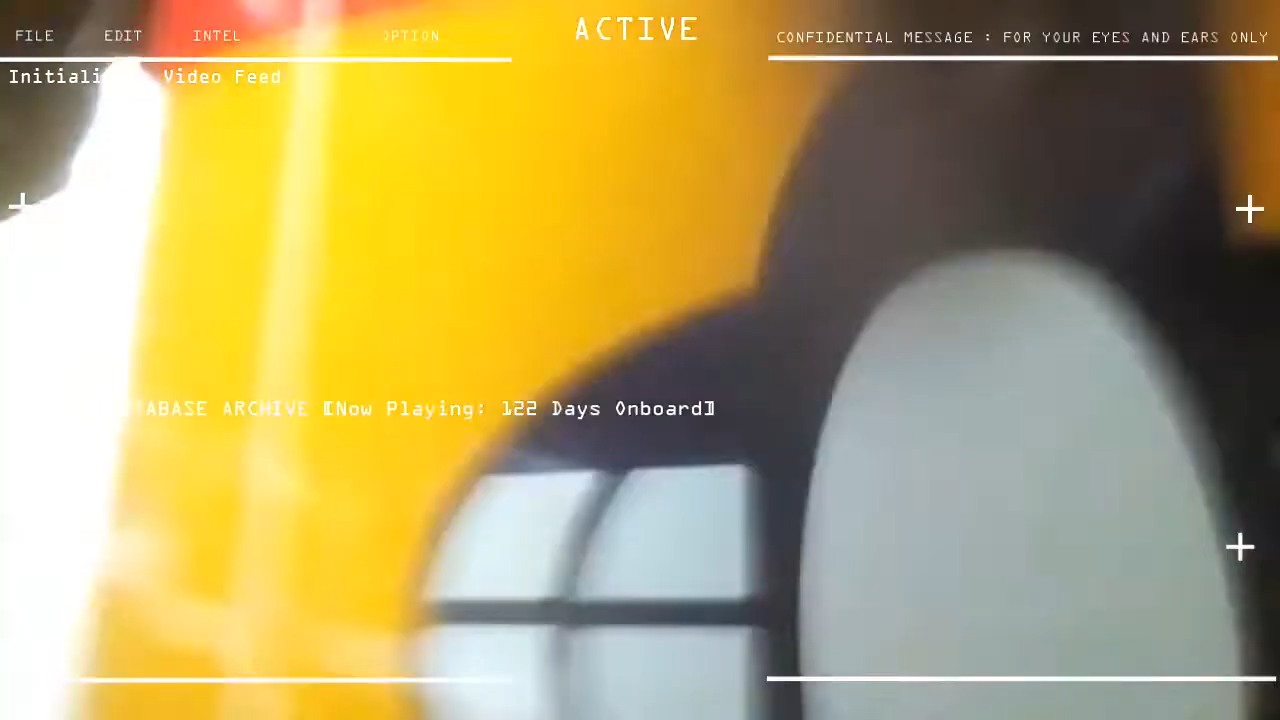 FILE EDIT INTEL OPTION
ACTIVE
CONFIDENTIAL MESSAGE : FOR YOUR EYES AND EARS ONLY
Video Feed
ARCHIVE [Now Playing: 122 Days Onboard]